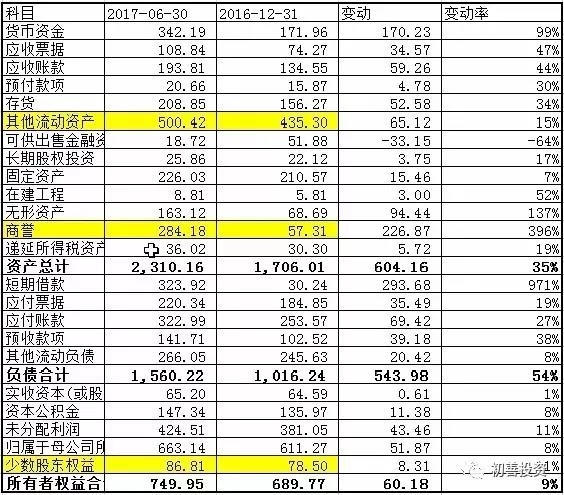 科目 2017-06-30 2016-12-31 变动 变动率
货币资金 342.19 171.96 170.23 99%
应收票据 108.84 74.27 34.57 47%
应收账款 193.81 134.55 59.26 44%
预付款项 20.66 15.87 4.78 30%
存货 208.85 156.27 52.58 34%
其他流动资产 500.42 435.30 65.12 15%
可供出售金融资 18.72 51.88 -33.15 -64%
长期股权投资 25.86 22.12 3.75 17%
固定资产 226.03 210.57 15.46 7%
在建工程 8.81 5.81 3.00 52%
无形资产 163.12 68.69 94.44 137%
商誉 284.18 57.31 226.87 396%
递延所得税资产 36.02 30.30 5.72 19%
资产总计 2,310.16 1,706.01 604.16 35%
短期借款 323.92 30.24 293.68 971%
应付票据 220.34 184.85 35.49 19%
应付账款 322.99 253.57 69.42 27%
预收款项 141.71 102.52 39.18 38%
其他流动负债 266.05 245.63 20.42 8%
负债合计 1,560.22 1,016.24 543.98 54%
实收资本(或股 65.20 64.59 0.61 1%
资本公积金 147.34 135.97 11.38 8%
未分配利润 424.51 381.05 43.46 11%
归属于母公司所 663.14 611.27 51.87 8%
少数股东权益 86.81 78.50 8.31 1%
所有者权益合 749.95 689.77 60.18 9%
初善投资